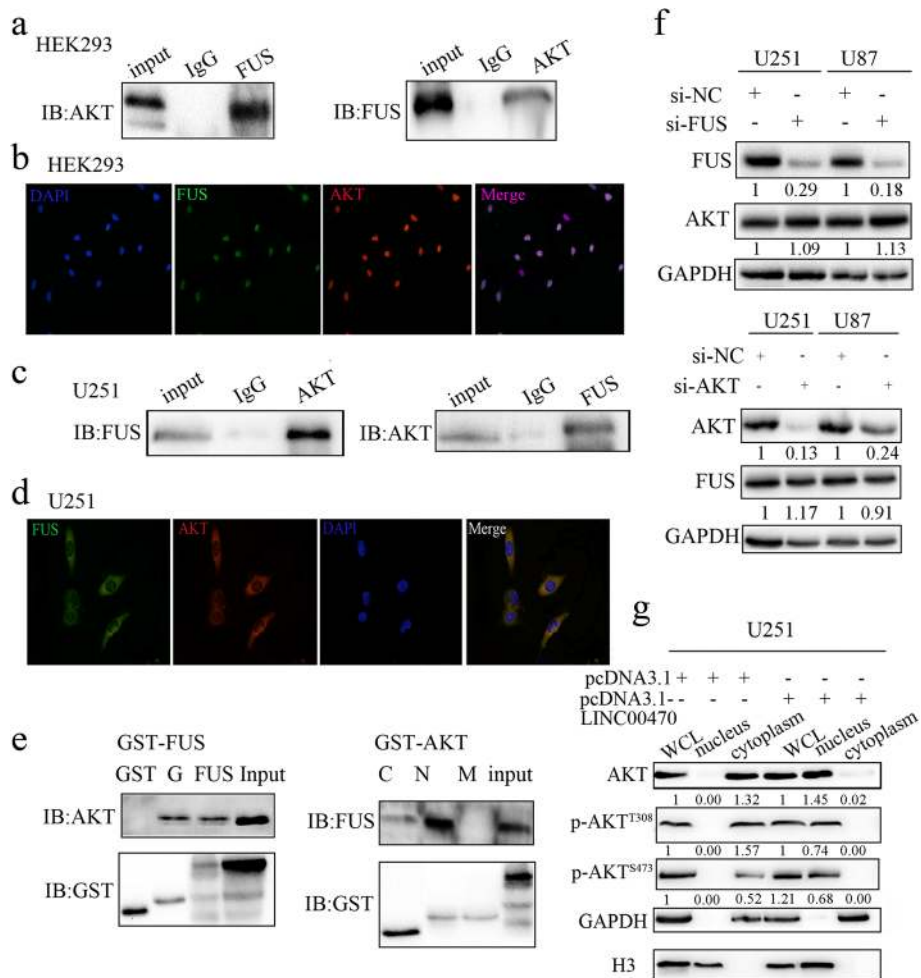 a
HEK293
input IgG FUS
IB:AKT
input IgG AKT
IB:FUS
b HEK293
DAPI FUS AKT Merge
c
U251
input IgG AKT
IB:FUS
input IgG FUS
IB:AKT
d U251
FUS AKT DAPI Merge
e
GST-FUS
GST G FUS Input
IB:AKT
IB:GST
GST-AKT
C N M input
IB:FUS
IB:GST
f
U251 U87
si-NC + - + -
si-FUS - + - +
FUS
1 0.29 1 0.18
AKT
1 1.09 1 1.13
GAPDH
U251 U87
si-NC + - + -
si-AKT - + - +
AKT
1 0.13 1 0.24
FUS
1 1.17 1 0.91
GAPDH
g
U251
pcDNA3.1 + + + - - -
pcDNA3.1- - - - + + +
LINC00470
WCL nucleus cytoplasm WCL nucleus cytoplasm
AKT
1 0.00 1.32 1 1.45 0.02
p-AKT^T308
1 0.00 1.57 1 0.74 0.00
p-AKT^S473
1 0.00 0.52 1.21 0.68 0.00
GAPDH
H3